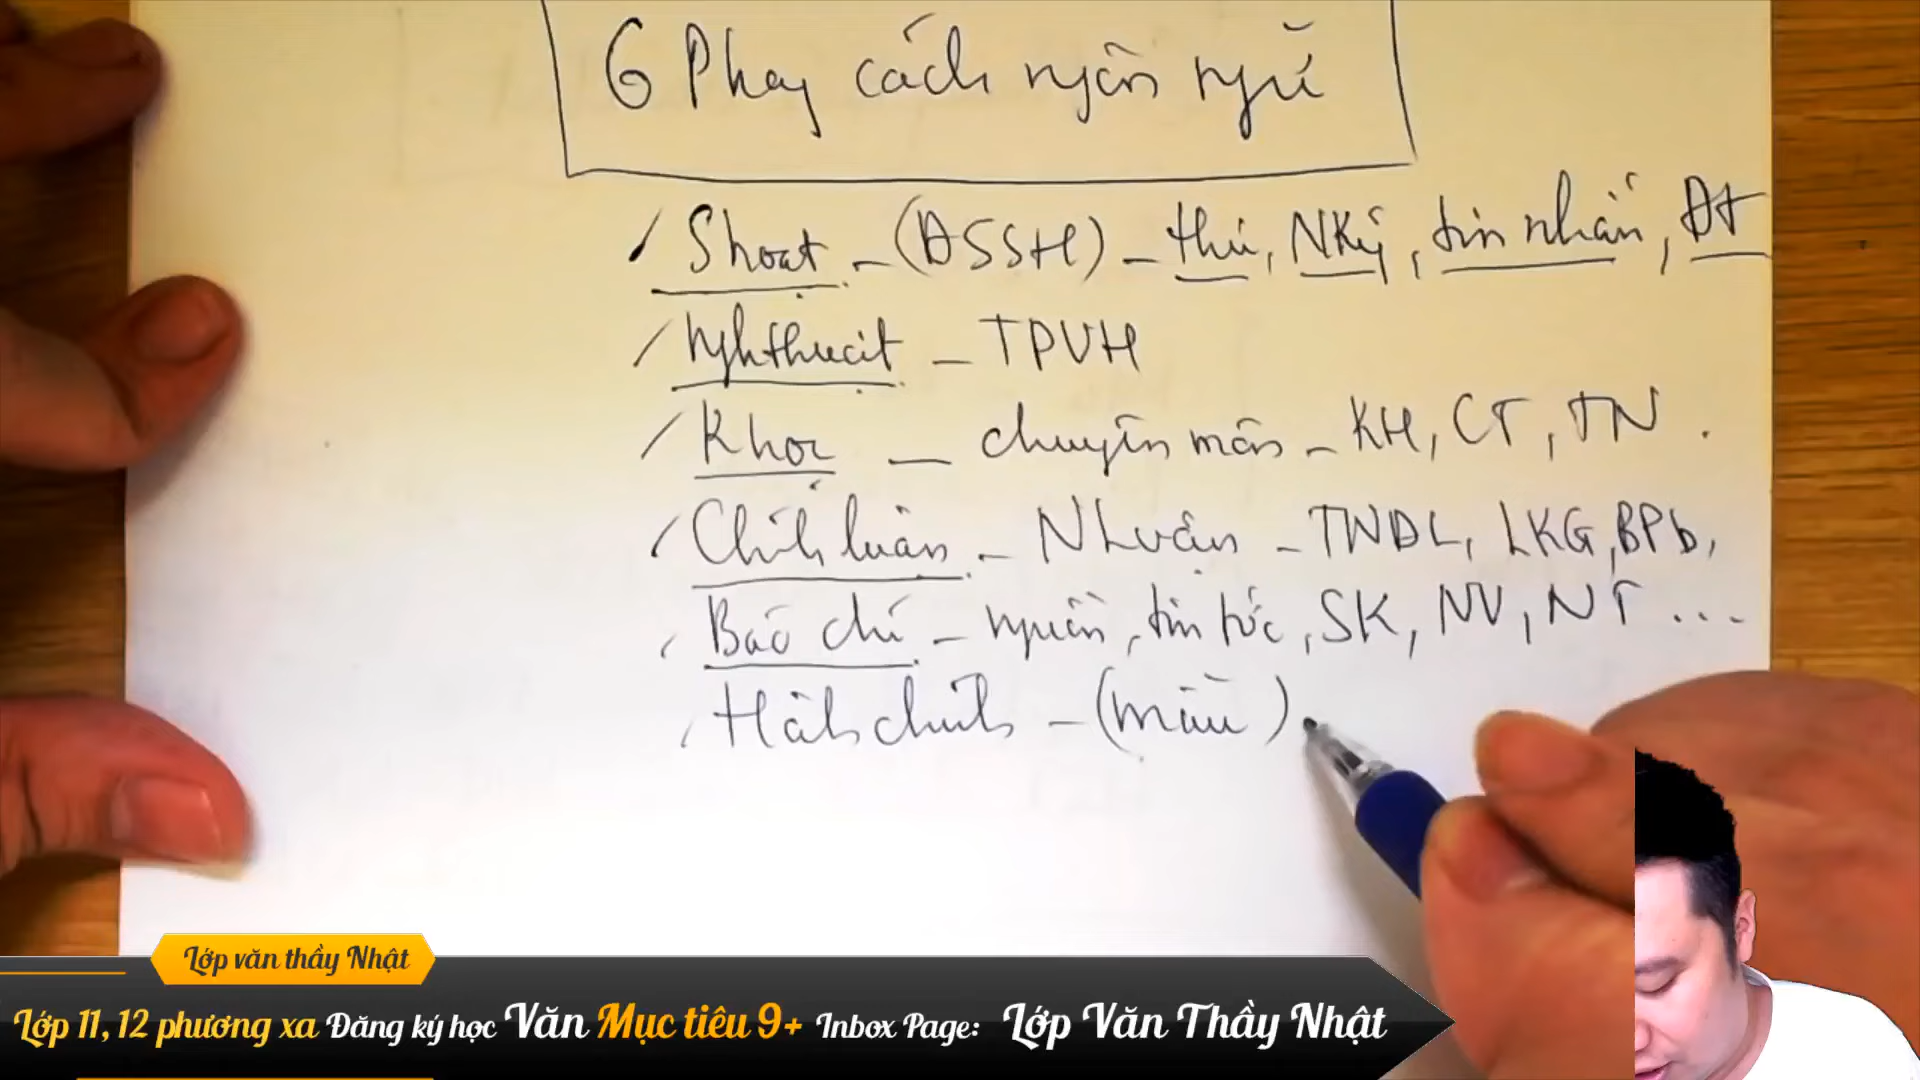 6 Phong cách ngôn ngữ
Shoạt - (ĐSSH) - thư, NKý, tin nhắn, ĐT
Nghthuật - TPVH
Khọc - chuyên môn - KH, CT, TN.
Chính luận - NLuận - TNĐL, LKG, BPb,
Báo chí - nguồn, tin tức, SK, NV, NT ...
Hành chính - (mẫu)
Lớp văn thầy Nhật
Lớp 11, 12 phương xa Đăng ký học Văn Mục tiêu 9+ Inbox Page: Lớp Văn Thầy Nhật